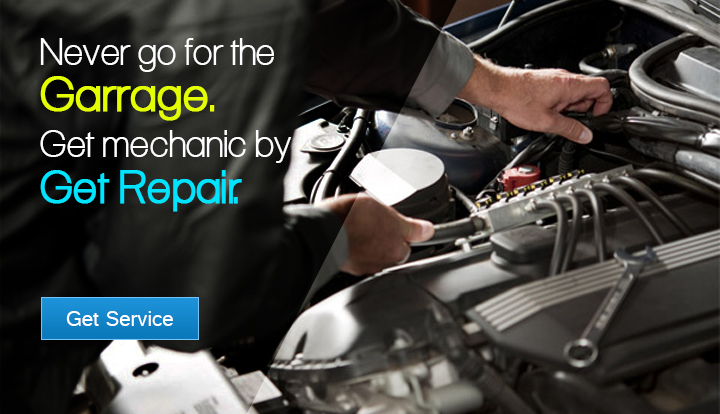 Never go for the
Garrage.
Get mechanic by
Get Repair.
Get Service